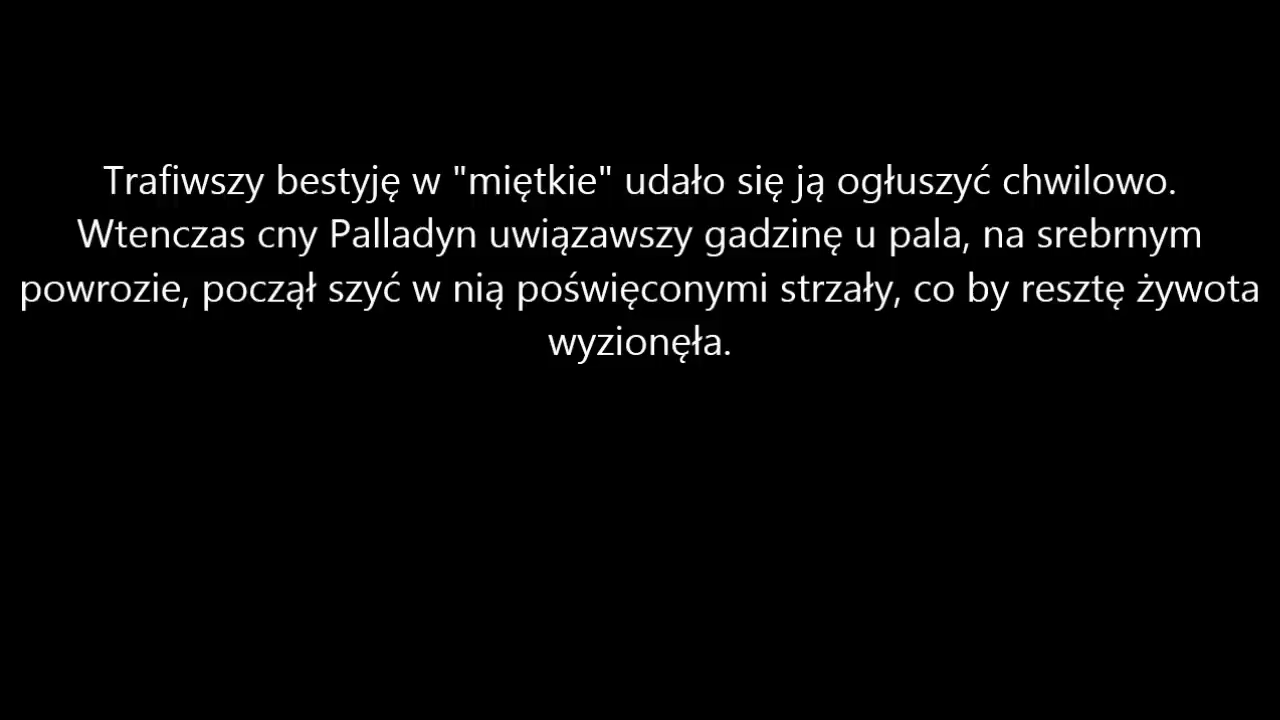 Trafiwszy bestyję w "miętkie" udało się ją ogłuszyć chwilowo.
Wtenczas cny Palladyn uwiązawszy gadzinę u pala, na srebrnym
powrozie, począł szyć w nią poświęconymi strzały, co by resztę żywota
wyzionęła.